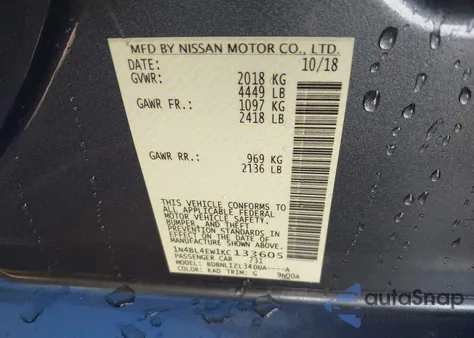 MFD BY NISSAN MOTOR CO., LTD.
DATE: 10/18
GVWR: 2018 KG
4449 LB
GAWR FR.: 1097 KG
2418 LB
GAWR RR.: 969 KG
2136 LB
THIS VEHICLE CONFORMS TO
ALL APPLICABLE FEDERAL
MOTOR VEHICLE SAFETY,
BUMPER, AND THEFT
PREVENTION STANDARDS IN
EFFECT ON THE DATE OF
MANUFACTURE SHOWN ABOVE.
1N4BL4EW1KC133605
PASSENGER CAR 731
MODEL:
COLOR: KAD TRIM: G
autoSnap